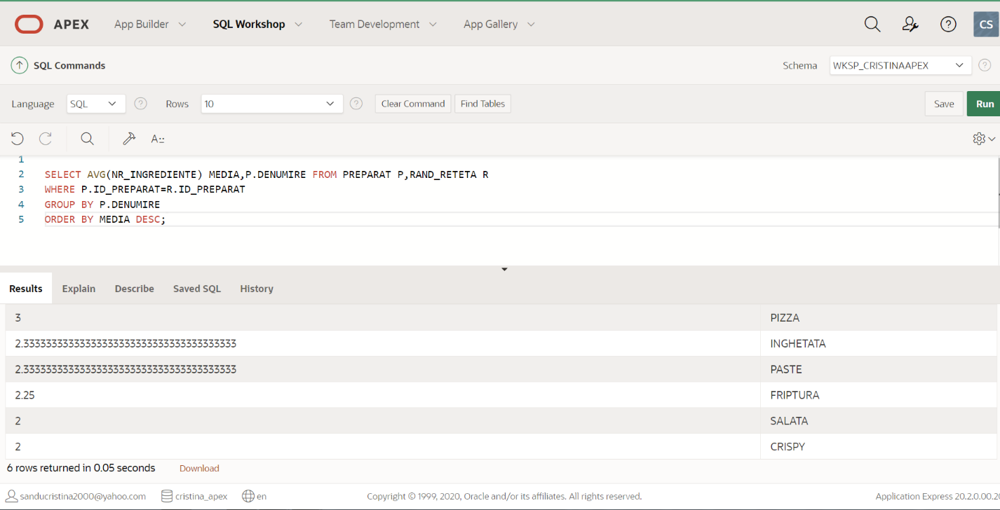 APEX App Builder SQL Workshop Team Development App Gallery ? CS
SQL Commands Schema WKSP_CRISTINAAPEX ?
Language SQL ? Rows 10 ? Clear Command Find Tables Save Run
A::
1
2 SELECT AVG(NR_INGREDIENTE) MEDIA,P.DENUMIRE FROM PREPARAT P,RAND_RETETA R
3 WHERE P.ID_PREPARAT=R.ID_PREPARAT
4 GROUP BY P.DENUMIRE
5 ORDER BY MEDIA DESC;
Results Explain Describe Saved SQL History
3 PIZZA
2.33333333333333333333333333333333333333 INGHETATA
2.33333333333333333333333333333333333333 PASTE
2.25 FRIPTURA
2 SALATA
2 CRISPY
6 rows returned in 0.05 seconds Download
sanducristina2000@yahoo.com cristina_apex en Copyright © 1999, 2020, Oracle and/or its affiliates. All rights reserved. Application Express 20.2.0.00.2